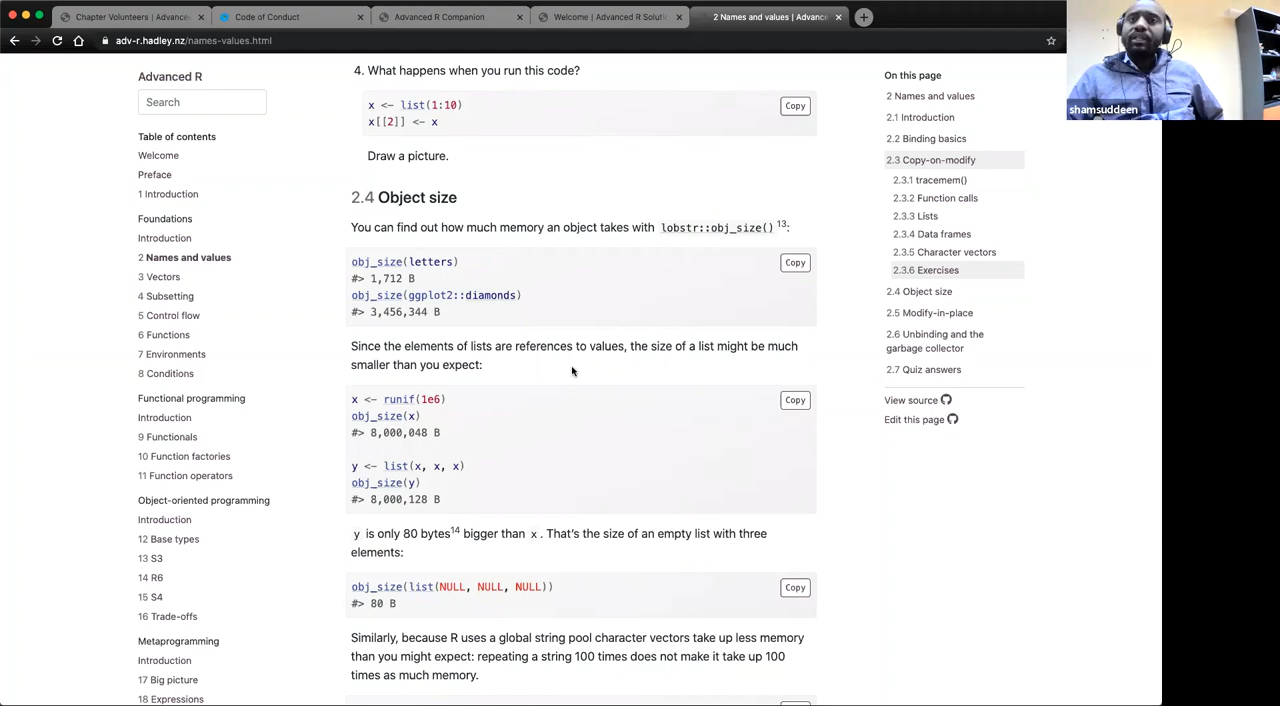 Chapter Volunteers | Advance
Code of Conduct
Advanced R Companion
Welcome | Advanced R Solutio
2 Names and values | Advance
adv-r.hadley.nz/names-values.html
shamsuddeen
Advanced R
Search
Table of contents
Welcome
Preface
1 Introduction
Foundations
Introduction
2 Names and values
3 Vectors
4 Subsetting
5 Control flow
6 Functions
7 Environments
8 Conditions
Functional programming
Introduction
9 Functionals
10 Function factories
11 Function operators
Object-oriented programming
Introduction
12 Base types
13 S3
14 R6
15 S4
16 Trade-offs
Metaprogramming
Introduction
17 Big picture
18 Expressions
4. What happens when you run this code?
x <- list(1:10)
x[[2]] <- x
Copy
Draw a picture.
2.4 Object size
You can find out how much memory an object takes with lobstr::obj_size() 13:
obj_size(letters)
#> 1,712 B
obj_size(ggplot2::diamonds)
#> 3,456,344 B
Copy
Since the elements of lists are references to values, the size of a list might be much
smaller than you expect:
x <- runif(1e6)
obj_size(x)
#> 8,000,048 B
y <- list(x, x, x)
obj_size(y)
#> 8,000,128 B
Copy
y is only 80 bytes14 bigger than x . That's the size of an empty list with three
elements:
obj_size(list(NULL, NULL, NULL))
#> 80 B
Copy
Similarly, because R uses a global string pool character vectors take up less memory
than you might expect: repeating a string 100 times does not make it take up 100
times as much memory.
On this page
2 Names and values
2.1 Introduction
2.2 Binding basics
2.3 Copy-on-modify
2.3.1 tracemem()
2.3.2 Function calls
2.3.3 Lists
2.3.4 Data frames
2.3.5 Character vectors
2.3.6 Exercises
2.4 Object size
2.5 Modify-in-place
2.6 Unbinding and the
garbage collector
2.7 Quiz answers
View source
Edit this page